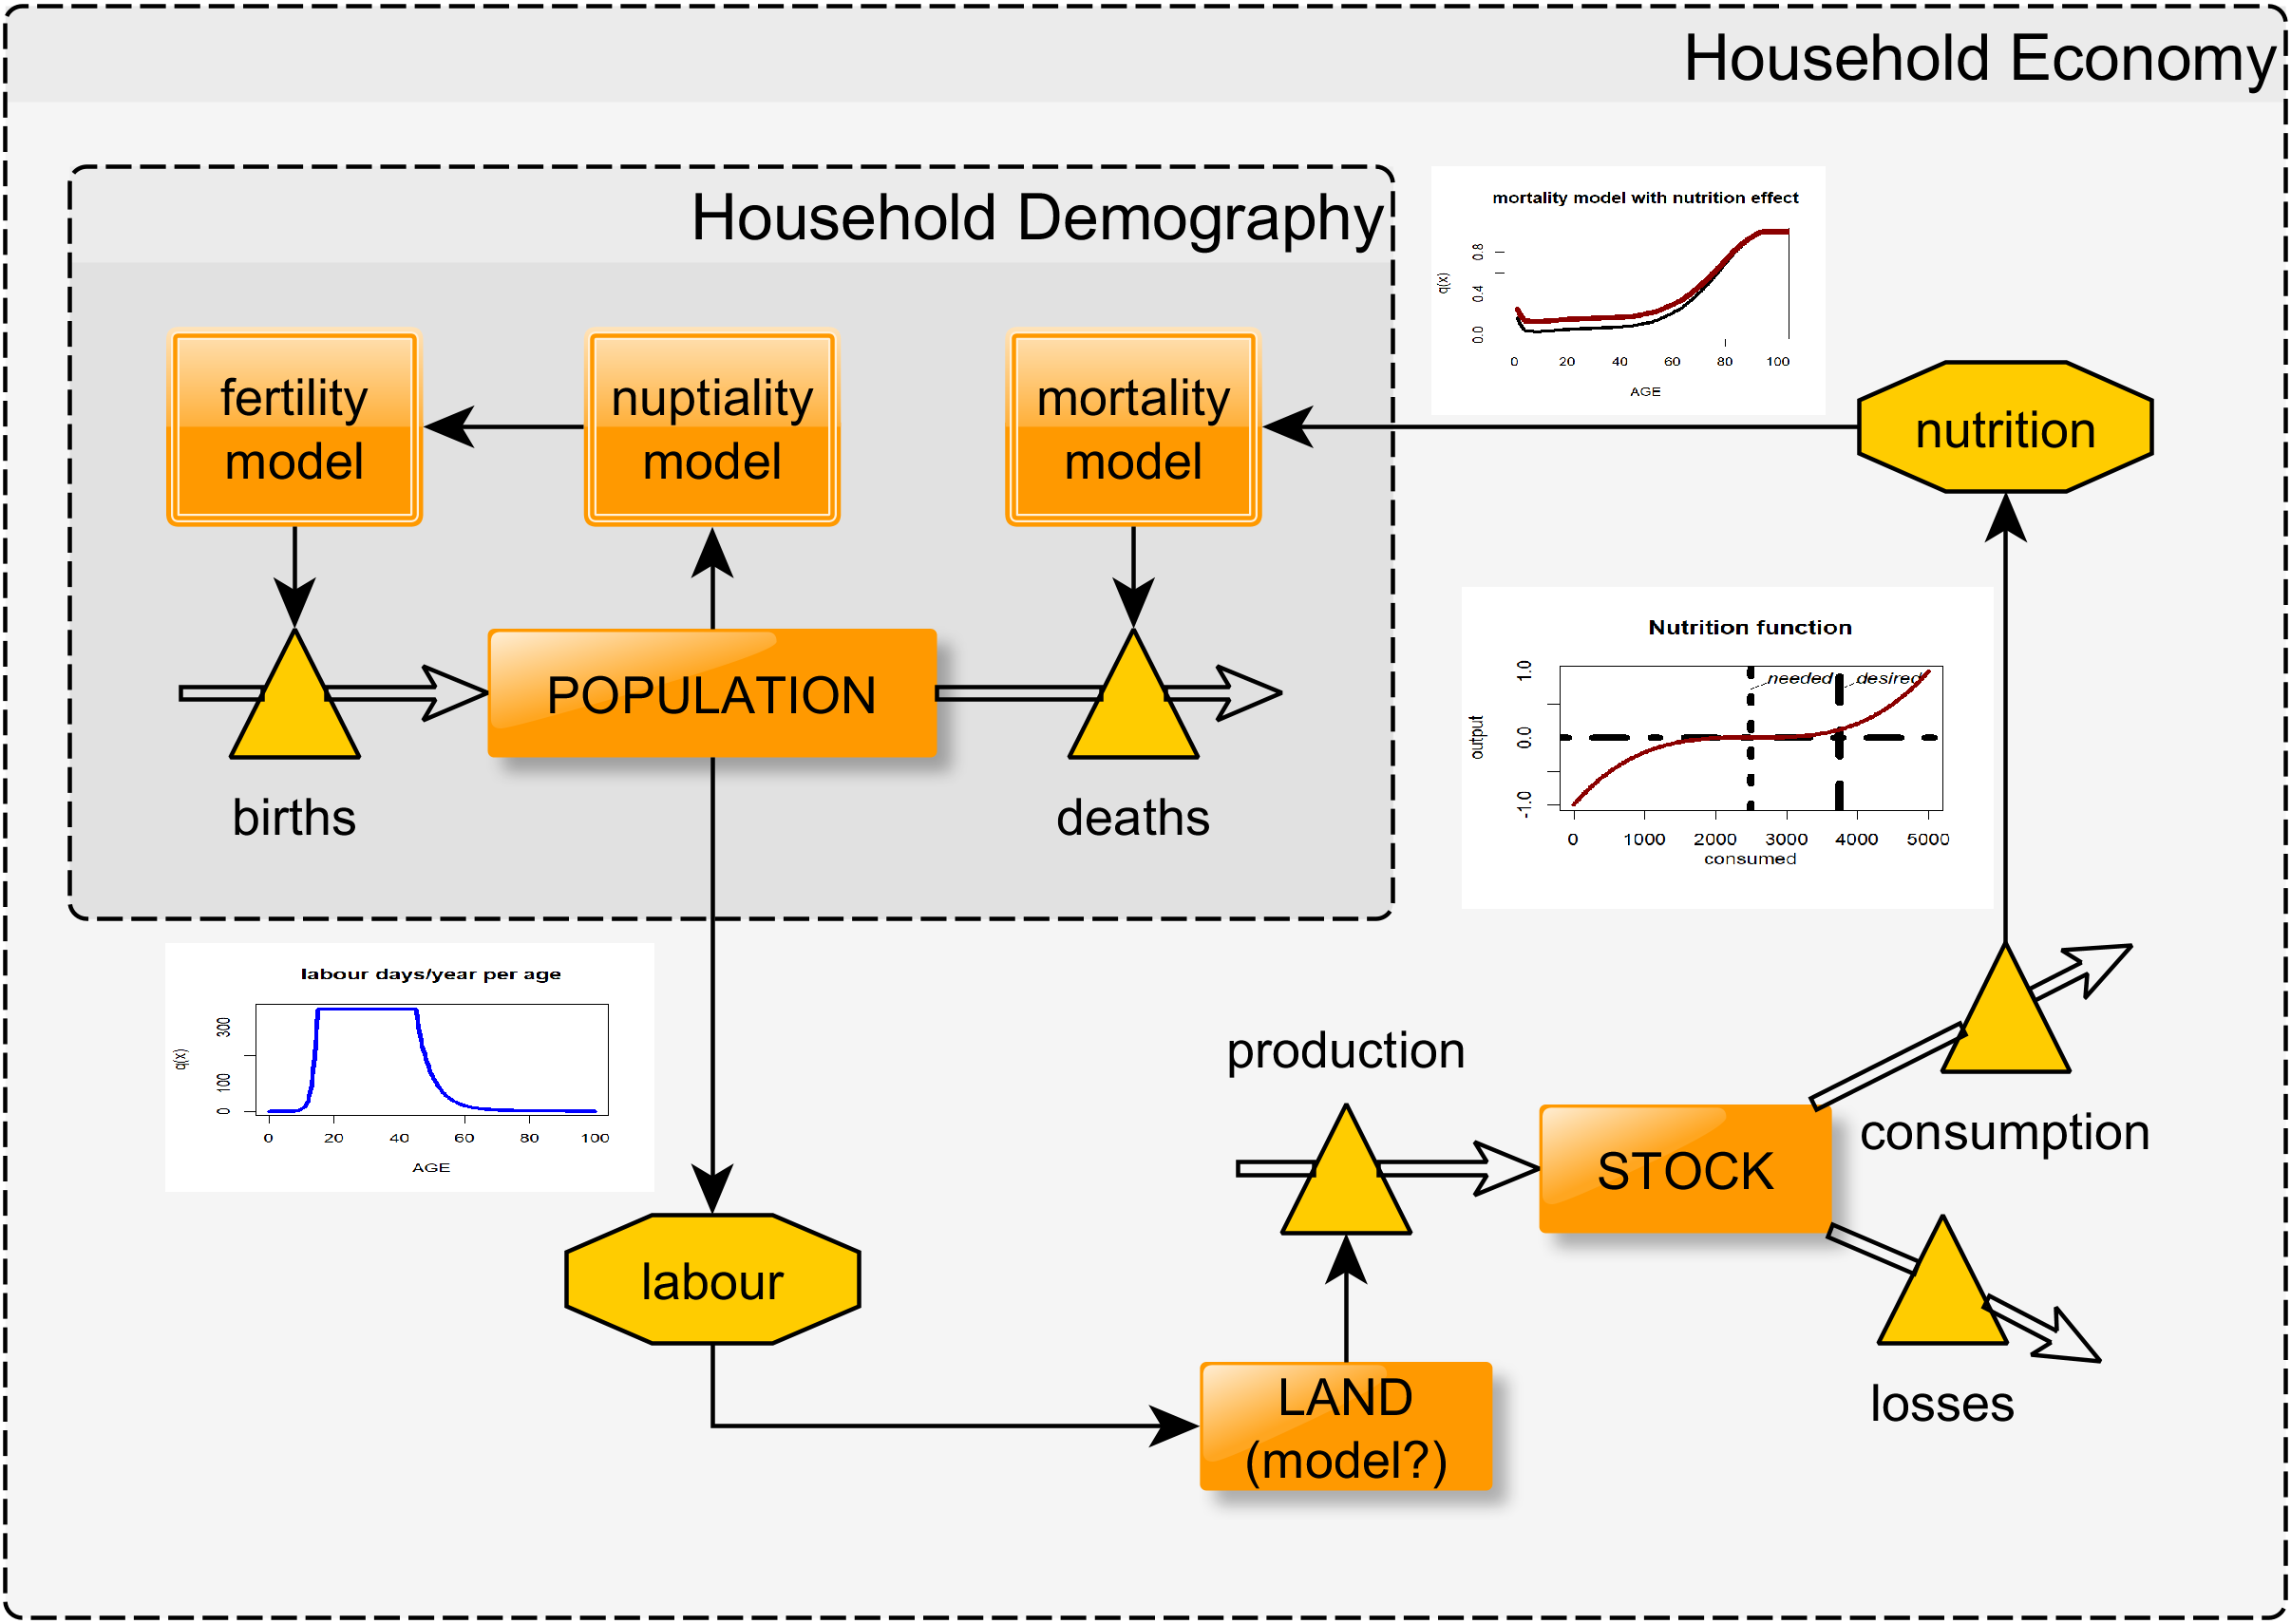 Household Economy
Household Demography
mortality model with nutrition effect
q(x)
0.8
0.4
0.0
0 20 40 60 80 100
AGE
fertility
model
nuptiality
model
mortality
model
nutrition
POPULATION
births
deaths
Nutrition function
needed
desired
output
1.0
0.0
-1.0
0 1000 2000 3000 4000 5000
consumed
labour days/year per age
q(x)
300
100
0
0 20 40 60 80 100
AGE
production
consumption
STOCK
labour
LAND
(model?)
losses